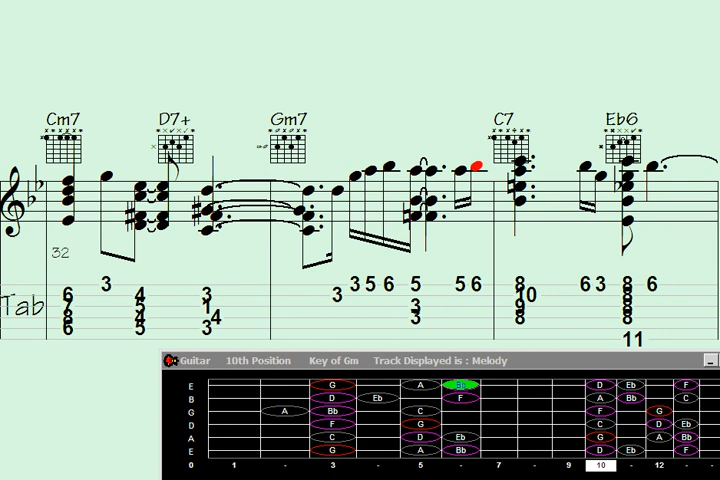 Cm7 D7+ Gm7 C7 Eb6
32
3 3 5 6 5 5 6 8 6 3 8 6
6 4 3 3 10 8
7 5 1 3 9 8
8 4 4 3 8 8
6 5 3
11
Tab
Guitar 10th Position Key of Gm Track Displayed is : Melody
E G A Bb D Eb F
B D Eb F A Bb C
G A Bb C F G
D F G C D Eb
A C D Eb G A Bb
E G A Bb D Eb F
0 1 - 3 - 5 - 7 - 9 10 - 12 -